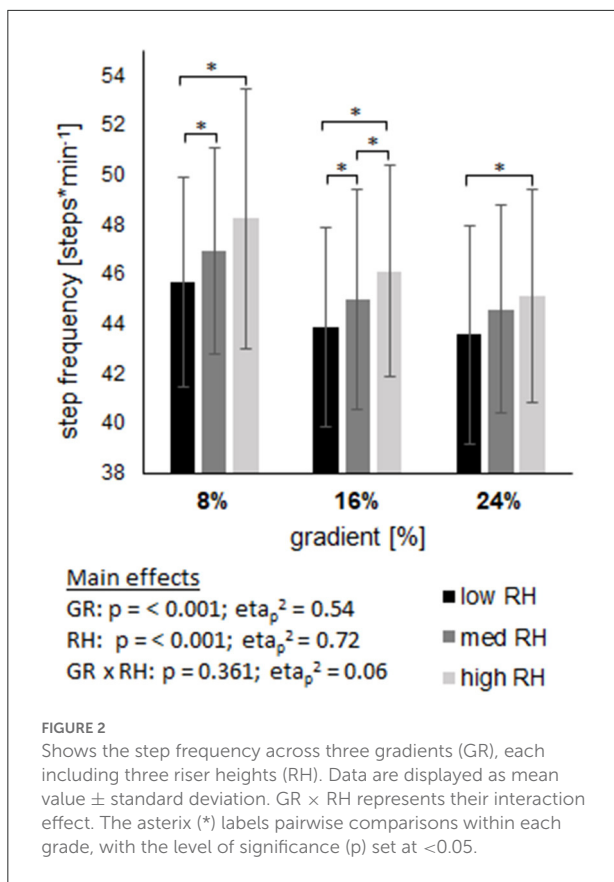 54
52
50
48
46
44
42
40
38
step frequency [steps*min⁻¹]
* *
* * * *
8% 16% 24%
gradient [%]
Main effects
GR: p = < 0.001; eta_p² = 0.54
RH: p = < 0.001; eta_p² = 0.72
GR x RH: p = 0.361; eta_p² = 0.06
low RH
med RH
high RH
FIGURE 2
Shows the step frequency across three gradients (GR), each
including three riser heights (RH). Data are displayed as mean
value ± standard deviation. GR × RH represents their interaction
effect. The asterix (*) labels pairwise comparisons within each
grade, with the level of significance (p) set at <0.05.